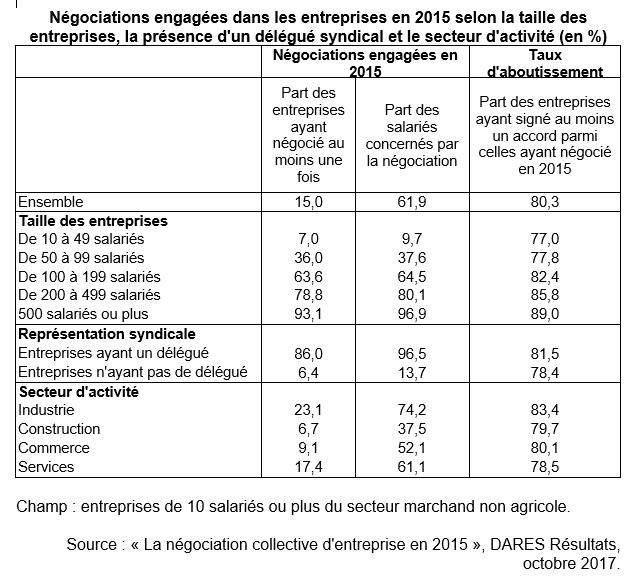 Négociations engagées dans les entreprises en 2015 selon la taille des
entreprises, la présence d'un délégué syndical et le secteur d'activité (en %)
Négociations engagées en 2015 Taux d'aboutissement
Part des entreprises ayant négocié au moins une fois
Part des salariés concernés par la négociation
Part des entreprises ayant signé au moins un accord parmi celles ayant négocié en 2015
Ensemble 15,0 61,9 80,3
Taille des entreprises
De 10 à 49 salariés 7,0 9,7 77,0
De 50 à 99 salariés 36,0 37,6 77,8
De 100 à 199 salariés 63,6 64,5 82,4
De 200 à 499 salariés 78,8 80,1 85,8
500 salariés ou plus 93,1 96,9 89,0
Représentation syndicale
Entreprises ayant un délégué 86,0 96,5 81,5
Entreprises n'ayant pas de délégué 6,4 13,7 78,4
Secteur d'activité
Industrie 23,1 74,2 83,4
Construction 6,7 37,5 79,7
Commerce 9,1 52,1 80,1
Services 17,4 61,1 78,5
Champ : entreprises de 10 salariés ou plus du secteur marchand non agricole.
Source : « La négociation collective d'entreprise en 2015 », DARES Résultats,
octobre 2017.